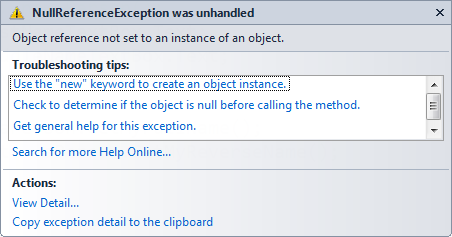 NullReferenceException was unhandled
Object reference not set to an instance of an object.
Troubleshooting tips:
Use the "new" keyword to create an object instance.
Check to determine if the object is null before calling the method.
Get general help for this exception.
Search for more Help Online...
Actions:
View Detail...
Copy exception detail to the clipboard